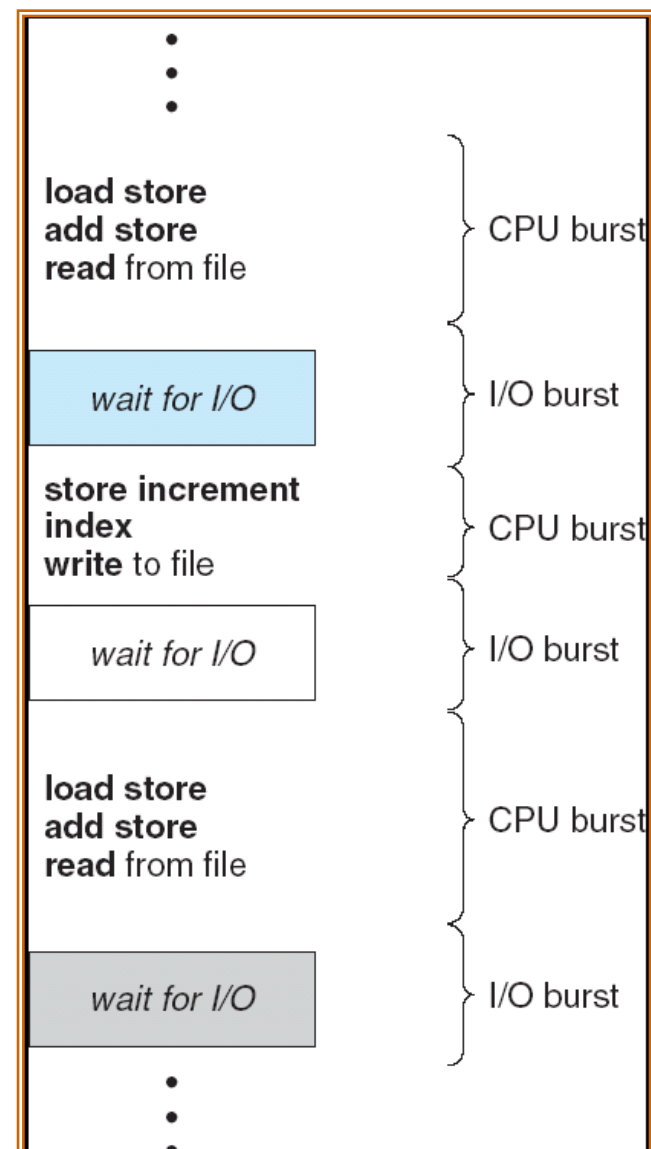 load store
add store
read from file
CPU burst
wait for I/O
I/O burst
store increment
index
write to file
CPU burst
wait for I/O
I/O burst
load store
add store
read from file
CPU burst
wait for I/O
I/O burst